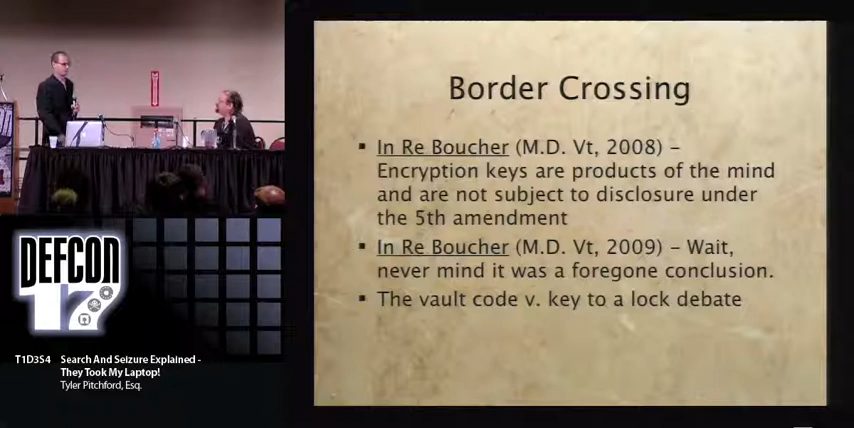 Border Crossing
▪ In Re Boucher (M.D. Vt, 2008) –
Encryption keys are products of the mind
and are not subject to disclosure under
the 5th amendment
▪ In Re Boucher (M.D. Vt, 2009) – Wait,
never mind it was a foregone conclusion.
▪ The vault code v. key to a lock debate
DEFCON
17
T1D3S4 Search And Seizure Explained -
They Took My Laptop!
Tyler Pitchford, Esq.